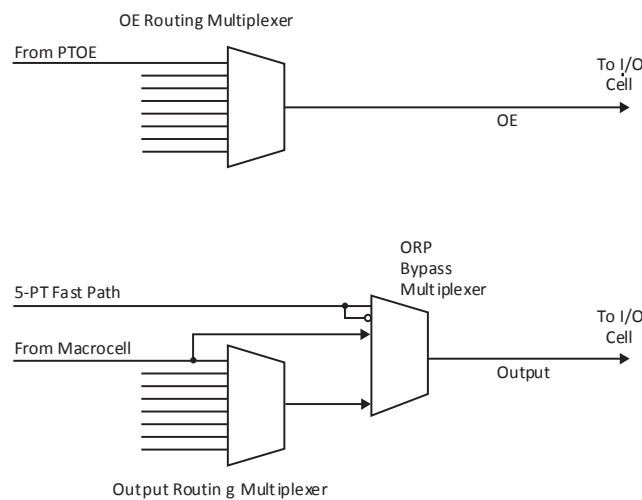 OE Routing Multiplexer
From PTOE
To I/O
Cell
OE
ORP
Bypass
Multiplexer
5-PT Fast Path
To I/O
Cell
From Macrocell
Output
Output Routin g Multiplexer